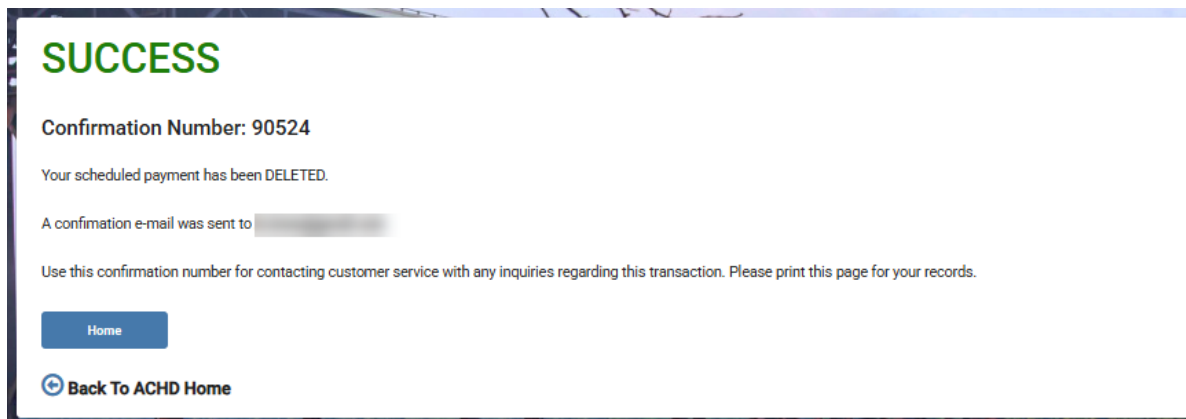 SUCCESS
Confirmation Number: 90524
Your scheduled payment has been DELETED.
A confimation e-mail was sent to
Use this confirmation number for contacting customer service with any inquiries regarding this transaction. Please print this page for your records.
Home
Back To ACHD Home